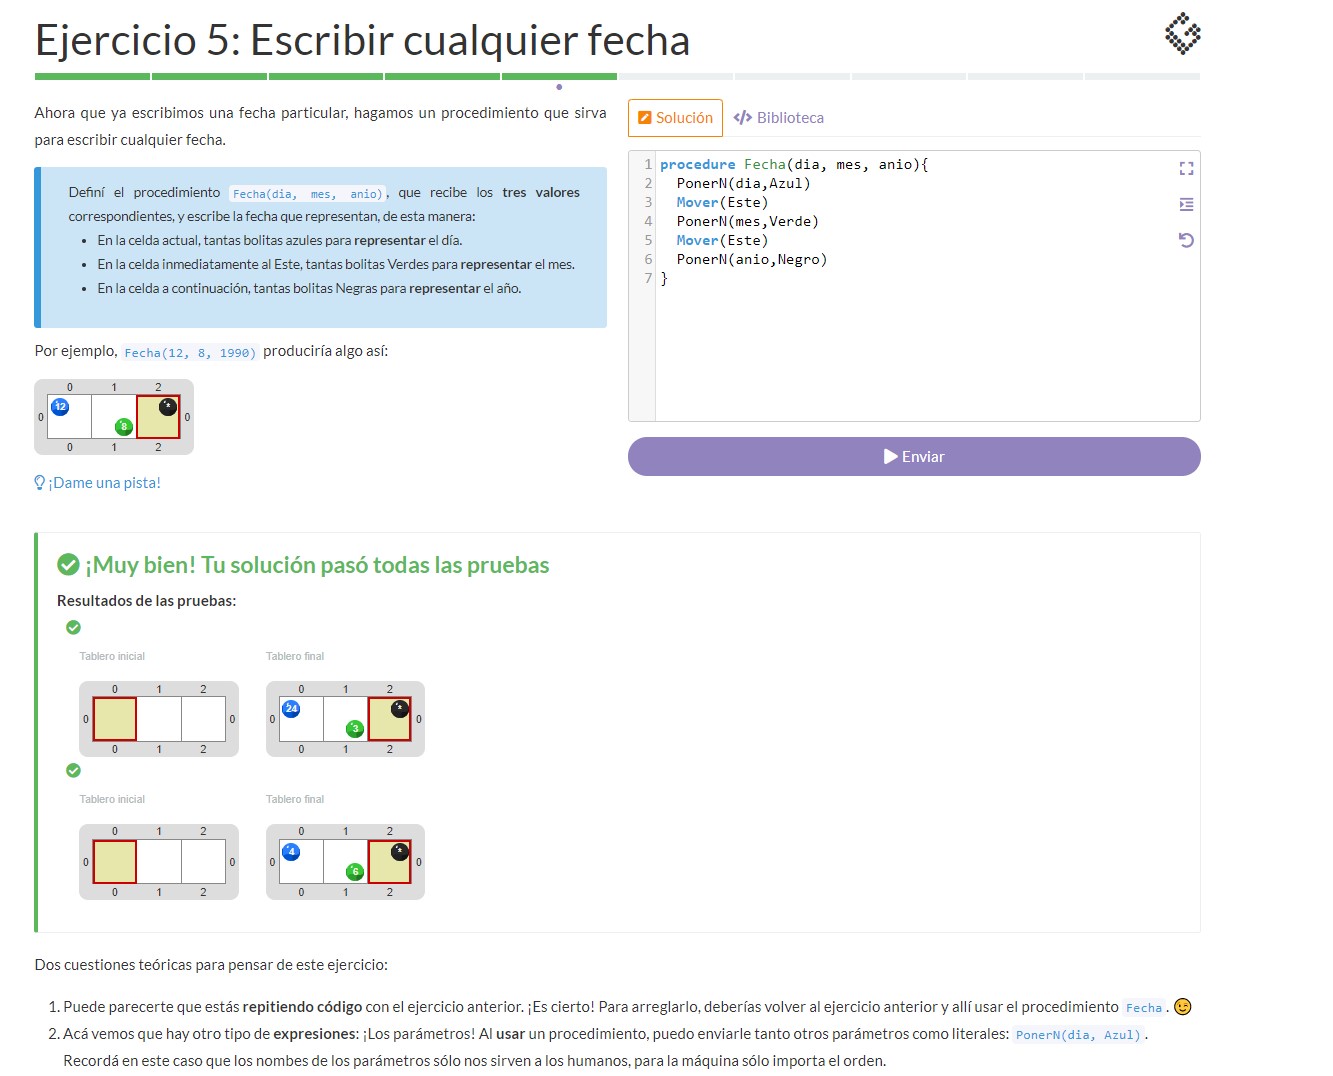 Ejercicio 5: Escribir cualquier fecha
Ahora que ya escribimos una fecha particular, hagamos un procedimiento que sirva
para escribir cualquier fecha.
Definí el procedimiento Fecha(dia, mes, anio), que recibe los tres valores
correspondientes, y escribe la fecha que representan, de esta manera:
• En la celda actual, tantas bolitas azules para representar el día.
• En la celda inmediatamente al Este, tantas bolitas Verdes para representar el mes.
• En la celda a continuación, tantas bolitas Negras para representar el año.
Por ejemplo, Fecha(12, 8, 1990) produciría algo así:
0 1 2
0 12 8 * 0
0 1 2
¡Dame una pista!
Solución </> Biblioteca
1 procedure Fecha(dia, mes, anio){
2 PonerN(dia,Azul)
3 Mover(Este)
4 PonerN(mes,Verde)
5 Mover(Este)
6 PonerN(anio,Negro)
7 }
Enviar
¡Muy bien! Tu solución pasó todas las pruebas
Resultados de las pruebas:
Tablero inicial Tablero final
0 1 2 0 1 2
0 0 0 24 3 * 0
0 1 2 0 1 2
Tablero inicial Tablero final
0 1 2 0 1 2
0 0 0 4 6 * 0
0 1 2 0 1 2
Dos cuestiones teóricas para pensar de este ejercicio:
1. Puede parecerte que estás repitiendo código con el ejercicio anterior. ¡Es cierto! Para arreglarlo, deberías volver al ejercicio anterior y allí usar el procedimiento Fecha. 😉
2. Acá vemos que hay otro tipo de expresiones: ¡Los parámetros! Al usar un procedimiento, puedo enviarle tanto otros parámetros como literales: PonerN(dia, Azul).
Recordá en este caso que los nombres de los parámetros sólo nos sirven a los humanos, para la máquina sólo importa el orden.